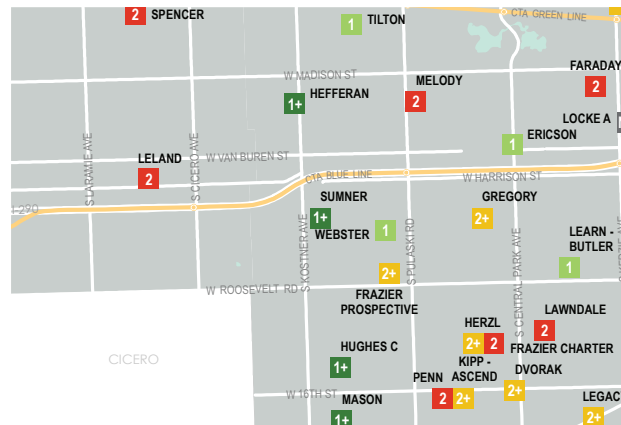 CTA GREEN LINE
2 SPENCER
1 TILTON
W MADISON ST
MELODY
2
FARADAY
2
1+ HEFFERAN
LOCKE A
ERICSON
1
S LARAMIE AVE
S CICERO AVE
LELAND
2
W VAN BUREN ST
CTA BLUE LINE
W HARRISON ST
I-290
SUMNER
1+
GREGORY
2+
WEBSTER 1
S KOSTNER AVE
S PULASKI RD
S CENTRAL PARK AVE
LEARN -
BUTLER
1
2+
FRAZIER
PROSPECTIVE
W ROOSEVELT RD
HERZL
2+ 2
LAWNDALE
2
FRAZIER CHARTER
CICERO
HUGHES C
1+
KIPP -
ASCEND
DVORAK
2+
PENN
2 2+
W 16TH ST
MASON
1+
LEGAC
2+